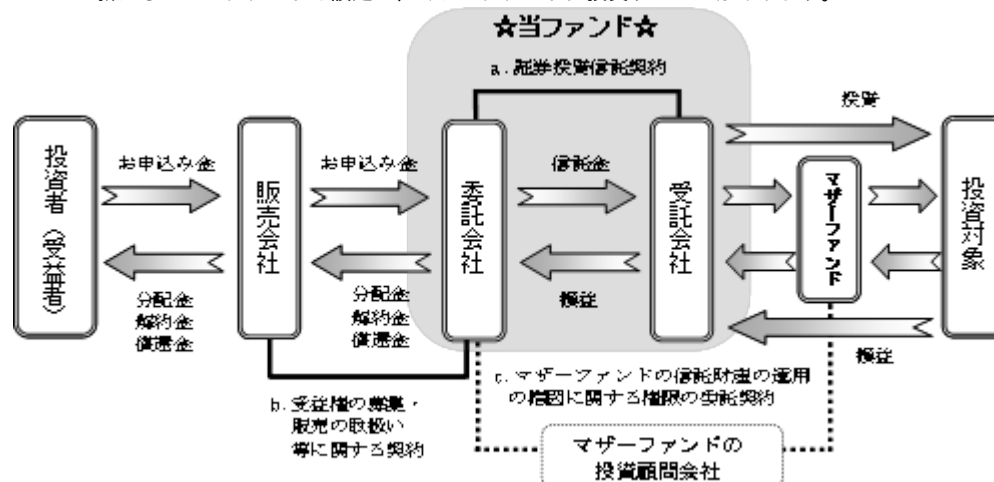 ☆当ファンド☆
a．証券投資信託契約
投資
投資者（受益者）
お申込み金
販売会社
お申込み金
委託会社
信託金
受託会社
マザーファンド
投資対象
分配金
解約金
償還金
分配金
解約金
償還金
損益
損益
b．受益権の募集・
販売の取扱い
等に関する契約
c．マザーファンドの信託財産の運用
の指図に関する権限の委託契約
マザーファンドの
投資顧問会社